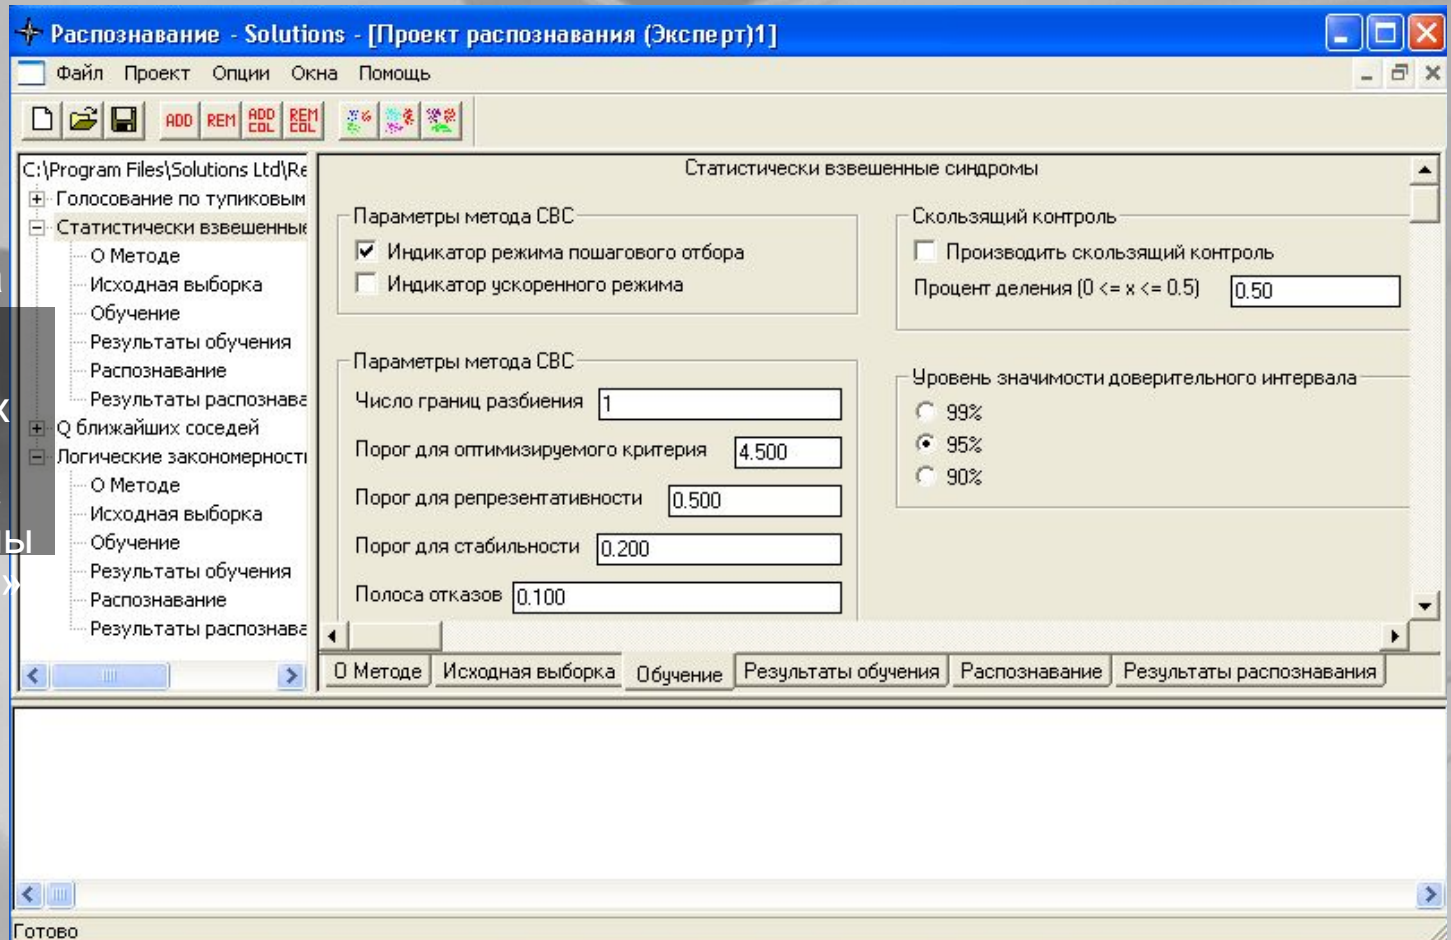 Распознавание - Solutions - [Проект распознавания (Эксперт)1]
Файл Проект Опции Окна Помощь
ADD REM ADD COL REM COL
C:\Program Files\Solutions Ltd\Re
Голосование по тупиковым
Статистически взвешенные
О Методе
Исходная выборка
Обучение
Результаты обучения
Распознавание
Результаты распознава
Q ближайших соседей
Логические закономерности
О Методе
Исходная выборка
Обучение
Результаты обучения
Распознавание
Результаты распознава
х
ны
»
Статистически взвешенные синдромы
Параметры метода СВС
Индикатор режима пошагового отбора
Индикатор ускоренного режима
Скользящий контроль
Производить скользящий контроль
Процент деления (0 <= x <= 0.5) 0.50
Параметры метода СВС
Число границ разбиения 1
Порог для оптимизируемого критерия 4.500
Порог для репрезентативности 0.500
Порог для стабильности 0.200
Полоса отказов 0.100
Уровень значимости доверительного интервала
99%
95%
90%
О Методе Исходная выборка Обучение Результаты обучения Распознавание Результаты распознавания
Готово